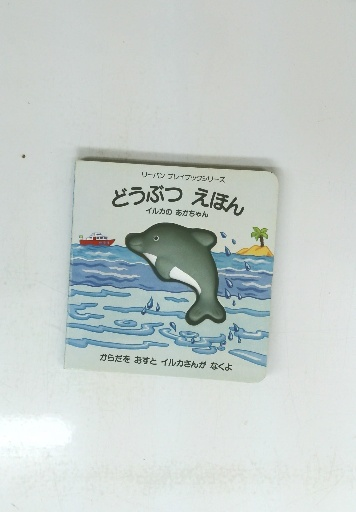 リーバン プレイブックシリーズ
どうぶつ えほん
イルカの あかちゃん
からだを おすと イルカさんが なくよ